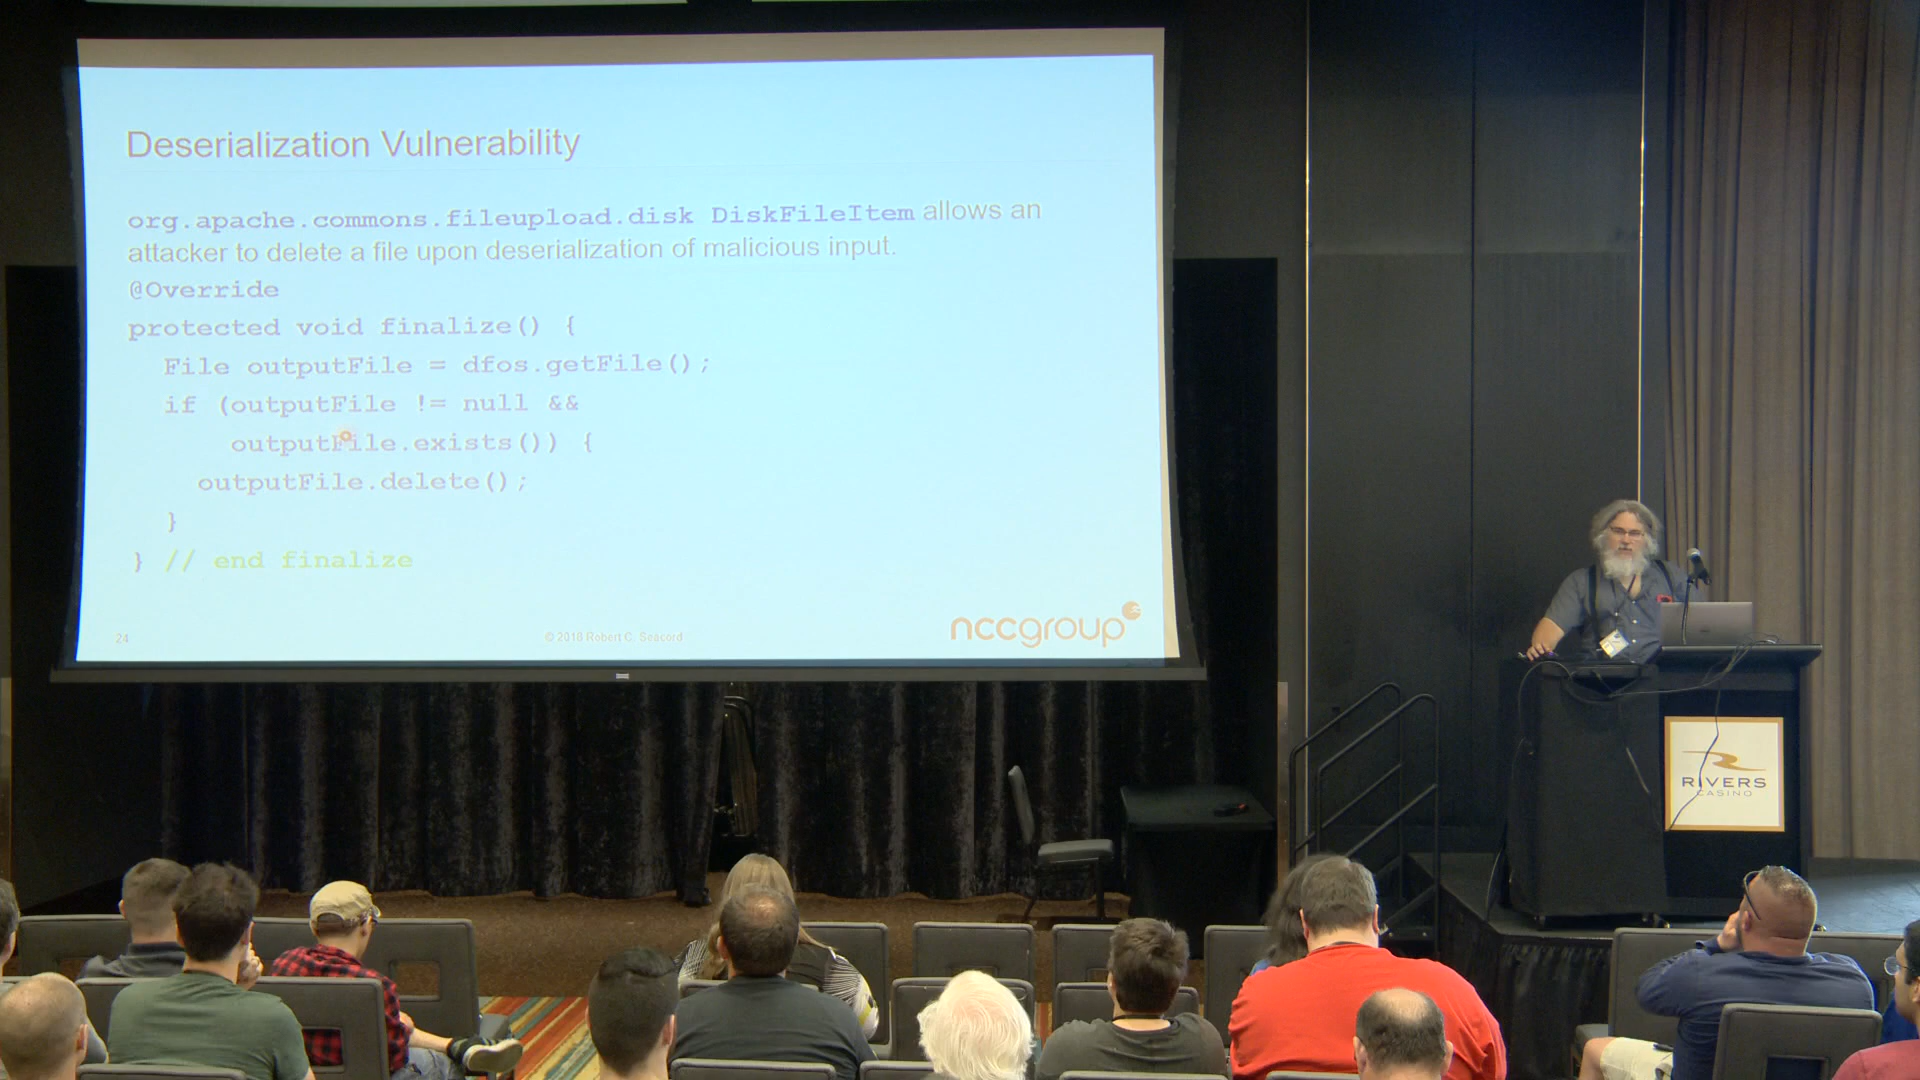 Deserialization Vulnerability
org.apache.commons.fileupload.disk DiskFileItem allows an
attacker to delete a file upon deserialization of malicious input.
@Override
protected void finalize() {
File outputFile = dfos.getFile();
if (outputFile != null &&
outputFile.exists()) {
outputFile.delete();
}
} // end finalize
24
© 2018 Robert C. Seacord
nccgroup
RIVERS
CASINO